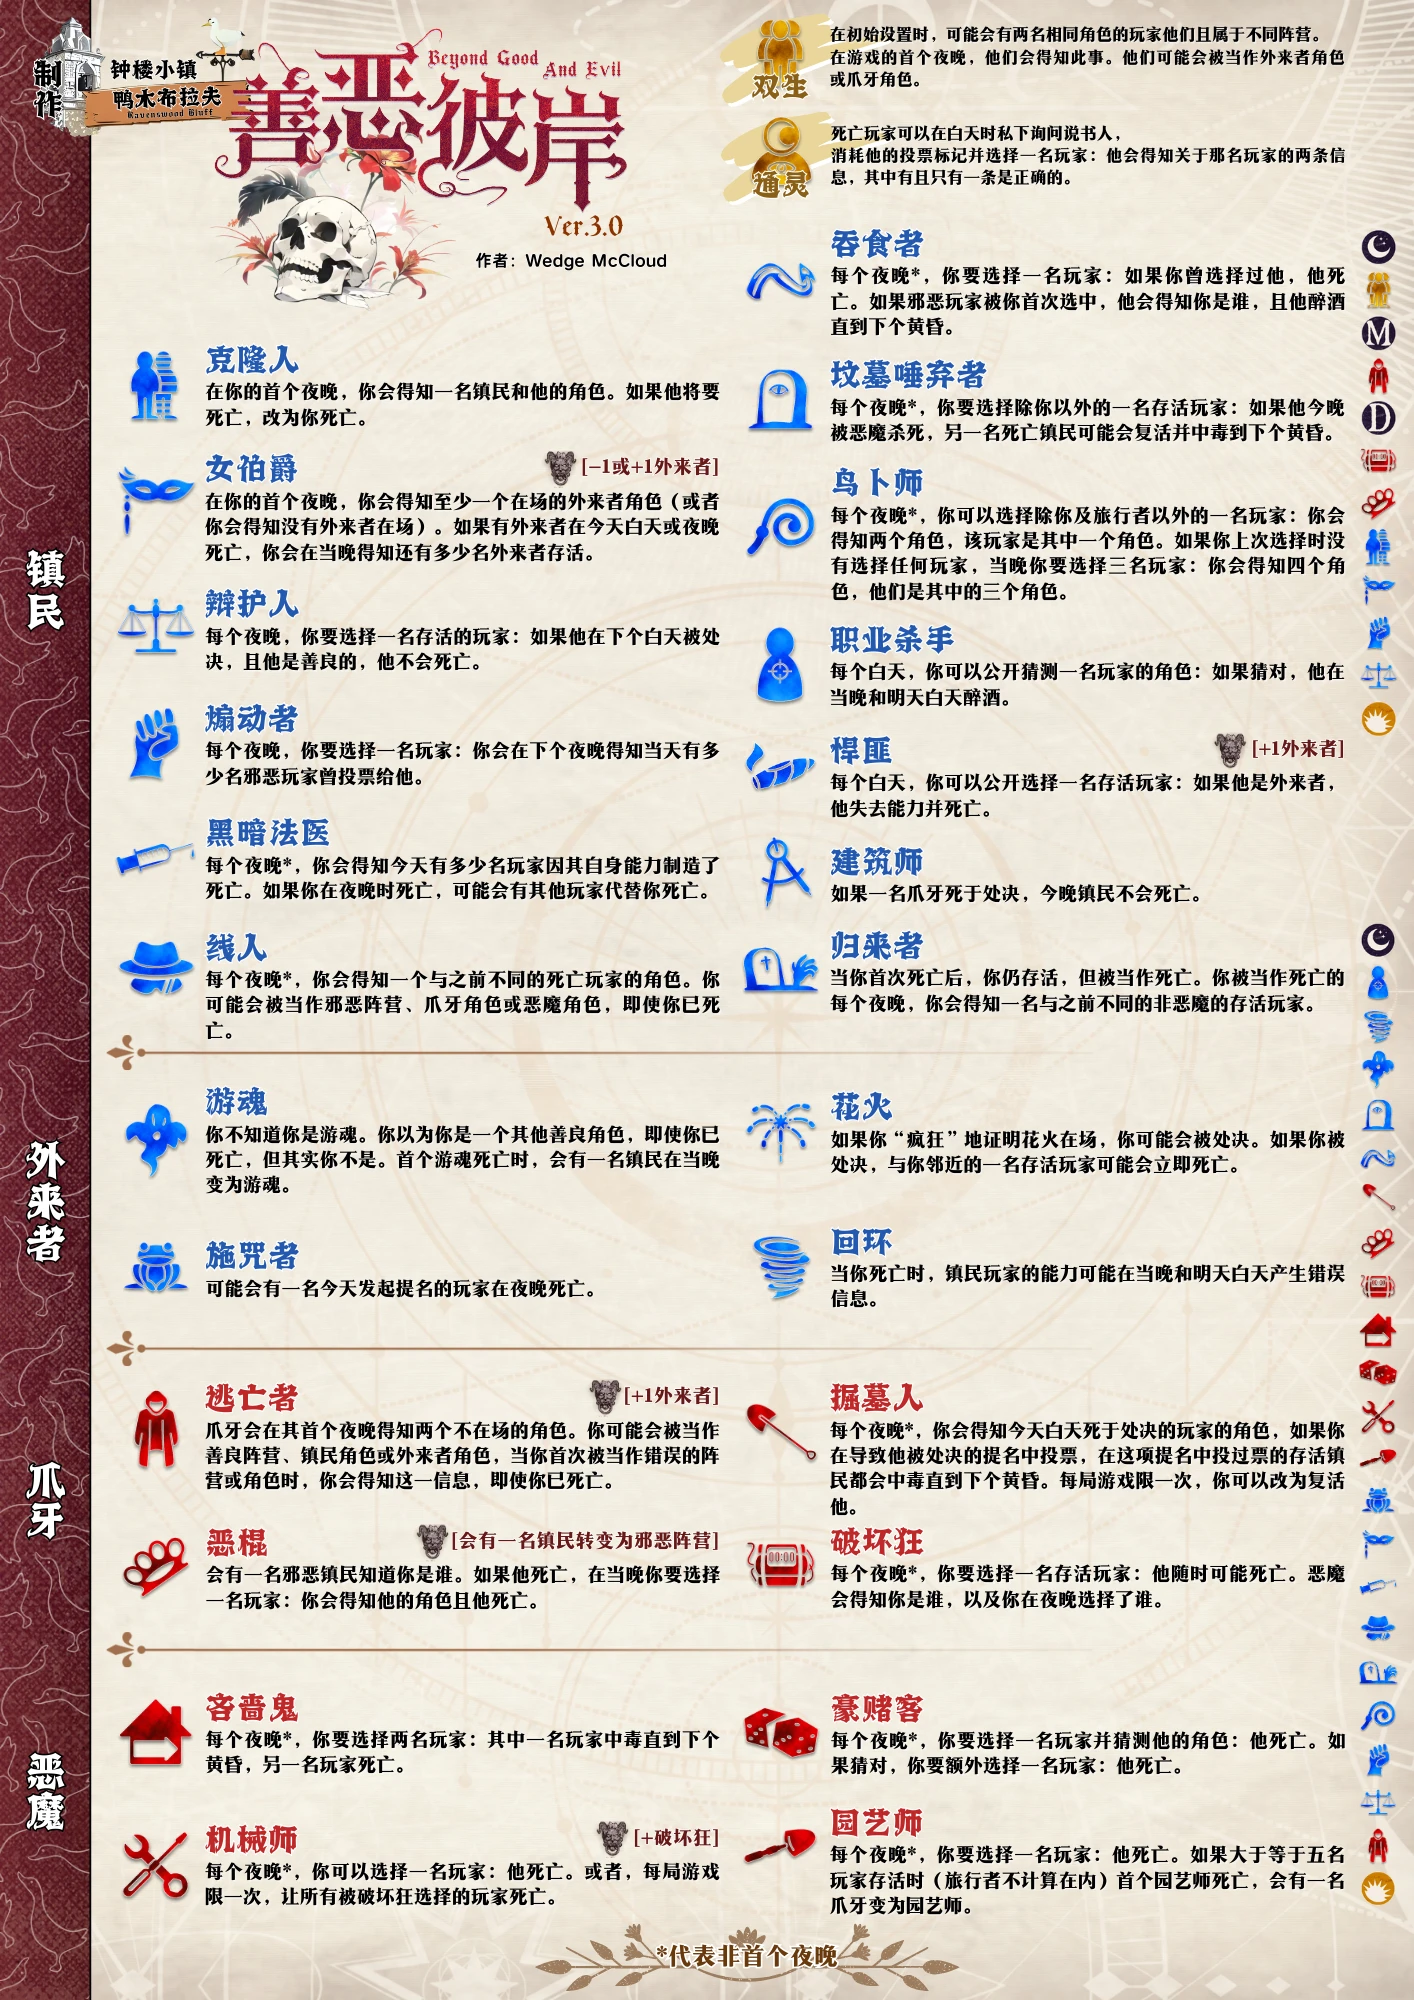 制作
钟楼小镇
鸦木布拉夫
Ravenswood Bluff
善恶彼岸
Beyond Good And Evil
Ver.3.0
作者：Wedge McCloud
双生
在初始设置时，可能会有两名相同角色的玩家他们且属于不同阵营。
在游戏的首个夜晚，他们会得知此事。他们可能会被当作外来者角色
或爪牙角色。
通灵
死亡玩家可以在白天时私下询问说书人，
消耗他的投票标记并选择一名玩家：他会得知关于那名玩家的两条信
息，其中有且只有一条是正确的。
镇民
克隆人
在你的首个夜晚，你会得知一名镇民和他的角色。如果他将要
死亡，改为你死亡。
女伯爵
[−1或+1外来者]
在你的首个夜晚，你会得知至少一个在场的外来者角色（或者
你会得知没有外来者在场）。如果有外来者在今天白天或夜晚
死亡，你会在当晚得知还有多少名外来者存活。
辩护人
每个夜晚，你要选择一名存活的玩家：如果他在下个白天被处
决，且他是善良的，他不会死亡。
煽动者
每个夜晚，你要选择一名玩家：你会在下个夜晚得知当天有多
少名邪恶玩家曾投票给他。
黑暗法医
每个夜晚*，你会得知今天有多少名玩家因其自身能力制造了
死亡。如果你在夜晚时死亡，可能会有其他玩家代替你死亡。
线人
每个夜晚*，你会得知一个与之前不同的死亡玩家的角色。你
可能会被当作邪恶阵营、爪牙角色或恶魔角色，即使你已死
亡。
吞食者
每个夜晚*，你要选择一名玩家：如果你曾选择过他，他死
亡。如果邪恶玩家被你首次选中，他会得知你是谁，且他醉酒
直到下个黄昏。
坟墓唾弃者
每个夜晚*，你要选择除你以外的一名存活玩家：如果他今晚
被恶魔杀死，另一名死亡镇民可能会复活并中毒到下个黄昏。
鸟卜师
每个夜晚*，你可以选择除你及旅行者以外的一名玩家：你会
得知两个角色，该玩家是其中一个角色。如果你上次选择时没
有选择任何玩家，当晚你要选择三名玩家：你会得知四个角
色，他们是其中的三个角色。
职业杀手
每个白天，你可以公开猜测一名玩家的角色：如果猜对，他在
当晚和明天白天醉酒。
悍匪
[+1外来者]
每个白天，你可以公开选择一名存活玩家：如果他是外来者，
他失去能力并死亡。
建筑师
如果一名爪牙死于处决，今晚镇民不会死亡。
归来者
当你首次死亡后，你仍存活，但被当作死亡。你被当作死亡的
每个夜晚，你会得知一名与之前不同的非恶魔的存活玩家。
外来者
游魂
你不知道你是游魂。你以为你是一个其他善良角色，即使你已
死亡，但其实你不是。首个游魂死亡时，会有一名镇民在当晚
变为游魂。
施咒者
可能会有一名今天发起提名的玩家在夜晚死亡。
花火
如果你“疯狂”地证明花火在场，你可能会被处决。如果你被
处决，与你邻近的一名存活玩家可能会立即死亡。
回环
当你死亡时，镇民玩家的能力可能在当晚和明天白天产生错误
信息。
爪牙
逃亡者
[+1外来者]
爪牙会在其首个夜晚得知两个不在场的角色。你可能会被当作
善良阵营、镇民角色或外来者角色，当你首次被当作错误的阵
营或角色时，你会得知这一信息，即使你已死亡。
恶棍
[会有一名镇民转变为邪恶阵营]
会有一名邪恶镇民知道你是谁。如果他死亡，在当晚你要选择
一名玩家：你会得知他的角色且他死亡。
掘墓人
每个夜晚*，你会得知今天白天死于处决的玩家的角色，如果你
在导致他被处决的提名中投票，在这项提名中投过票的存活镇
民都会中毒直到下个黄昏。每局游戏限一次，你可以改为复活
他。
破坏狂
每个夜晚*，你要选择一名存活玩家：他随时可能死亡。恶魔
会得知你是谁，以及你在夜晚选择了谁。
恶魔
吝啬鬼
每个夜晚*，你要选择两名玩家：其中一名玩家中毒直到下个
黄昏，另一名玩家死亡。
机械师
[+破坏狂]
每个夜晚*，你可以选择一名玩家：他死亡。或者，每局游戏
限一次，让所有被破坏狂选择的玩家死亡。
豪赌客
每个夜晚*，你要选择一名玩家并猜测他的角色：他死亡。如
果猜对，你要额外选择一名玩家：他死亡。
园艺师
每个夜晚*，你要选择一名玩家：他死亡。如果大于等于五名
玩家存活时（旅行者不计算在内）首个园艺师死亡，会有一名
爪牙变为园艺师。
*代表非首个夜晚
M
D
00:00